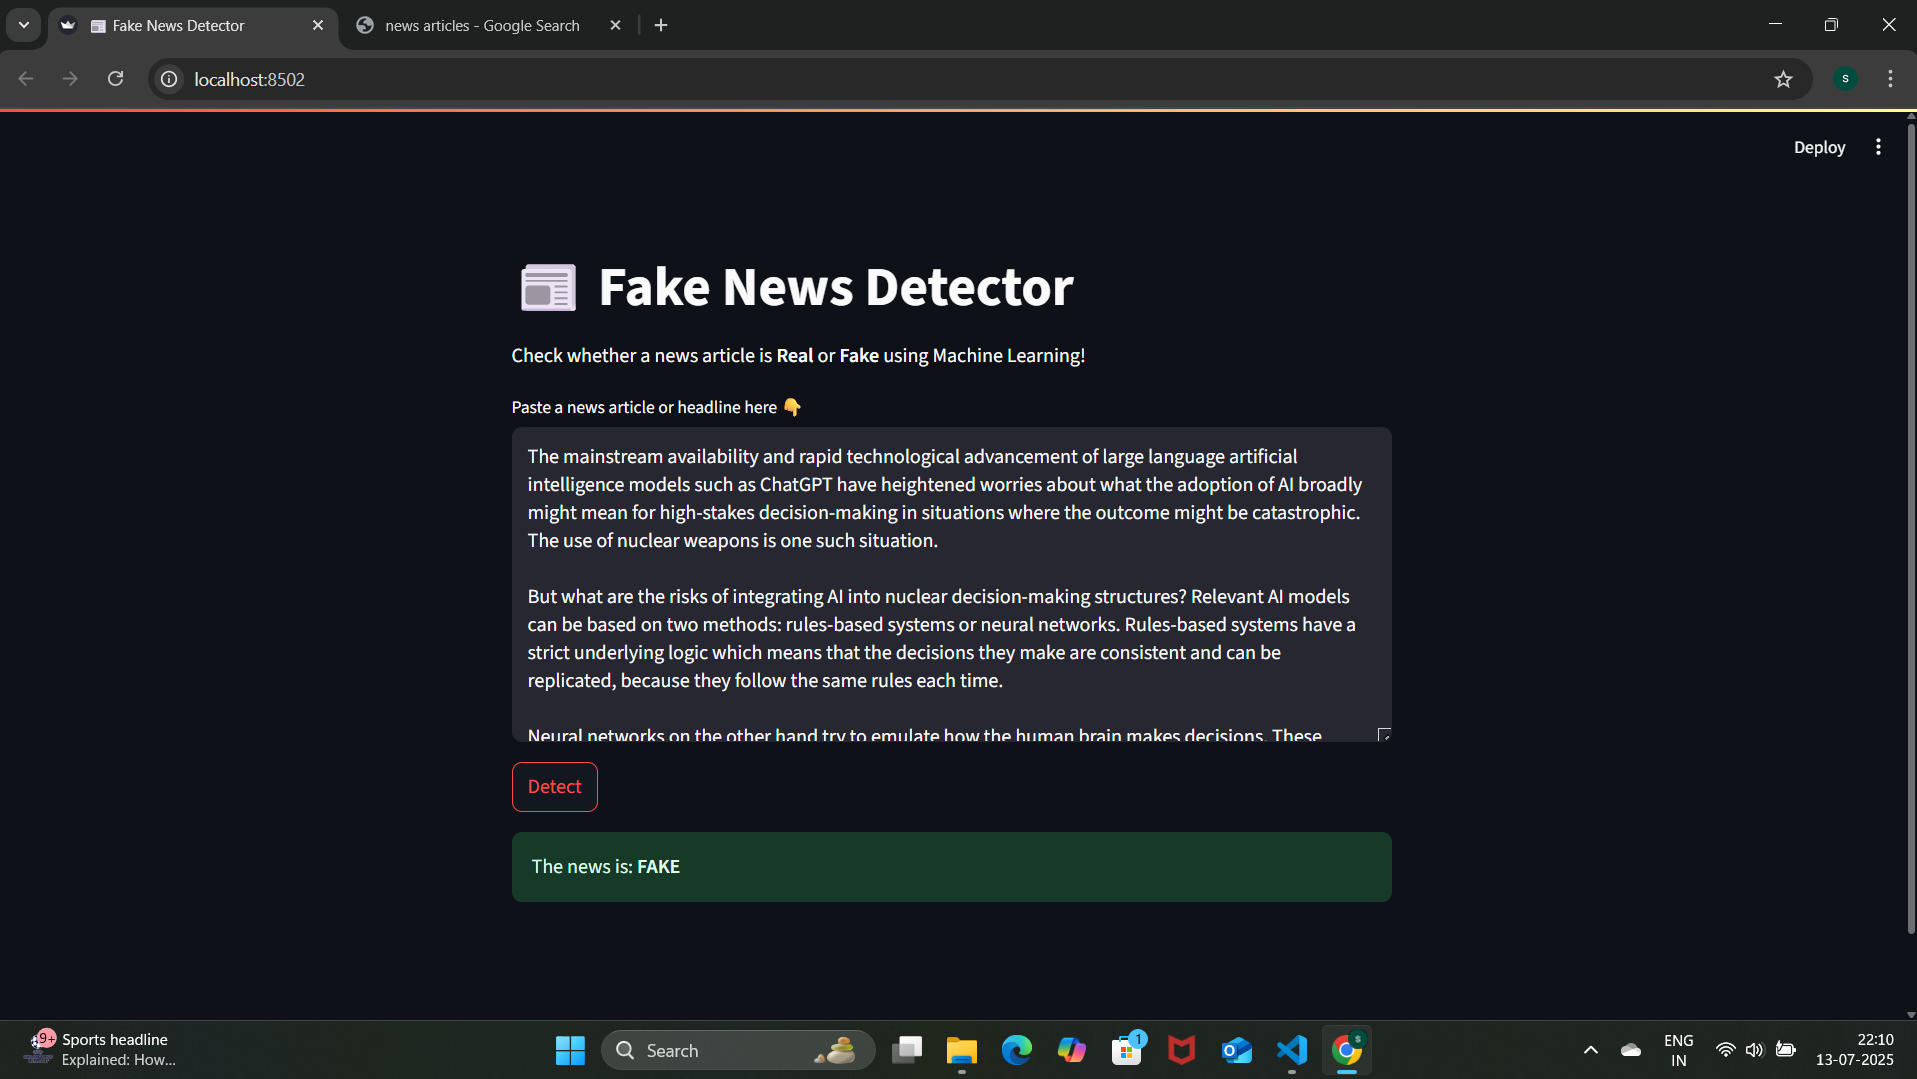 Fake News Detector
news articles - Google Search
localhost:8502
S
Deploy
Fake News Detector
Check whether a news article is Real or Fake using Machine Learning!
Paste a news article or headline here 👇
The mainstream availability and rapid technological advancement of large language artificial
intelligence models such as ChatGPT have heightened worries about what the adoption of AI broadly
might mean for high-stakes decision-making in situations where the outcome might be catastrophic.
The use of nuclear weapons is one such situation.
But what are the risks of integrating AI into nuclear decision-making structures? Relevant AI models
can be based on two methods: rules-based systems or neural networks. Rules-based systems have a
strict underlying logic which means that the decisions they make are consistent and can be
replicated, because they follow the same rules each time.
Neural networks on the other hand try to emulate how the human brain makes decisions. These
Detect
The news is: FAKE
9+
Sports headline
Explained: How...
Search
1
ENG
IN
22:10
13-07-2025